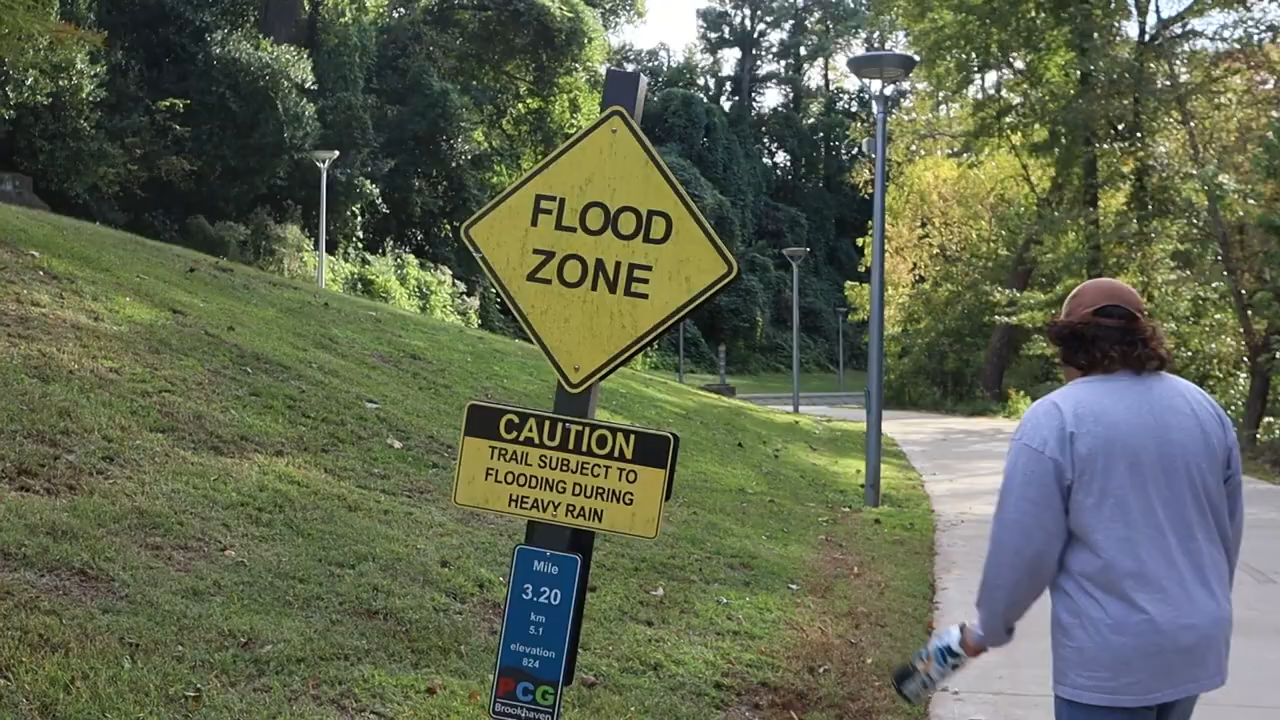 FLOOD
ZONE
CAUTION
TRAIL SUBJECT TO
FLOODING DURING
HEAVY RAIN
Mile
3.20
km
5.1
elevation
824
PCG
Brookhaven